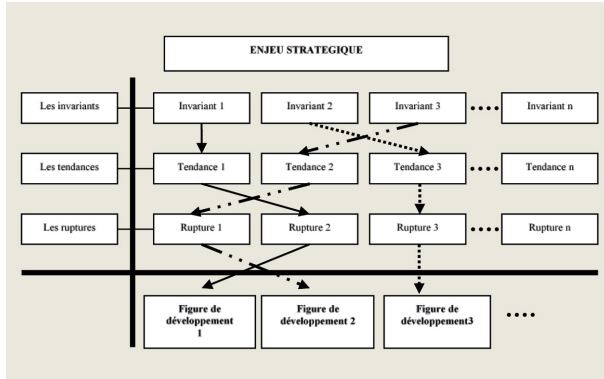 ENJEU STRATEGIQUE
Les invariants Invariant 1 Invariant 2 Invariant 3 •••• Invariant n
Les tendances Tendance 1 Tendance 2 Tendance 3 •••• Tendance n
Les ruptures Rupture 1 Rupture 2 Rupture 3 •••• Rupture n
Figure de
développement
1
Figure de
développement 2
Figure de
développement3
••••